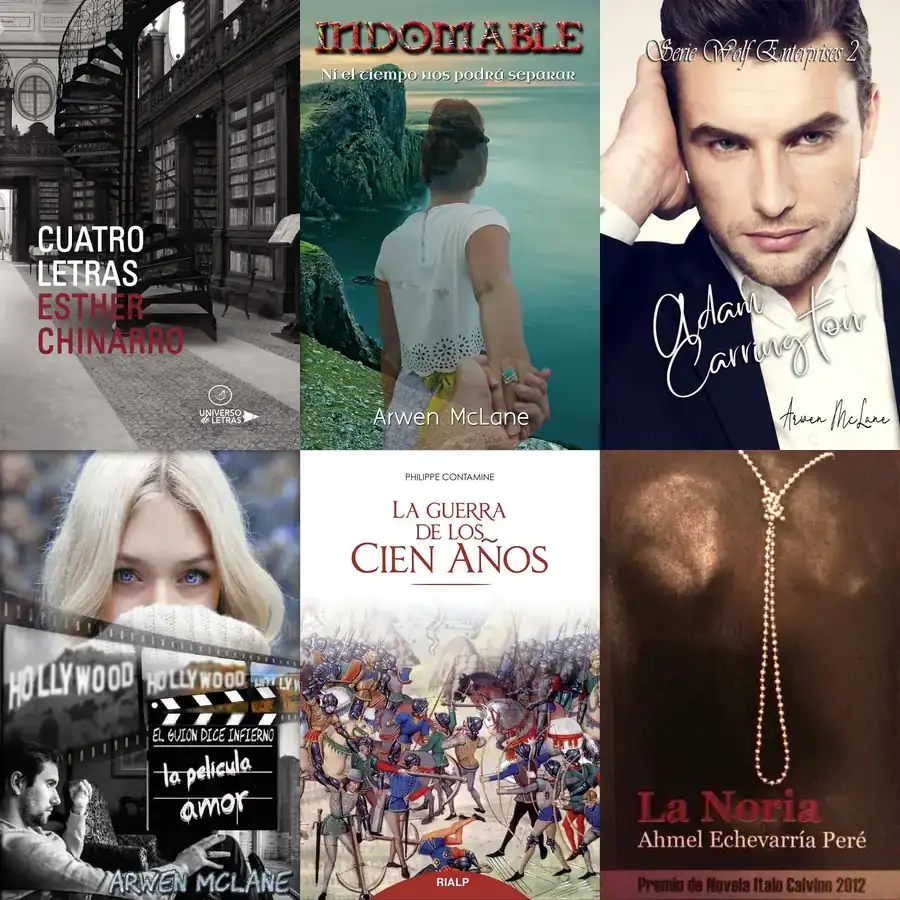 CUATRO
LETRAS
ESTHER
CHINARRO
UNIVERSO
de LETRAS
INDOMABLE
Ni el tiempo nos podrá separar
Arwen McLane
Serie Wolf Enterprises 2
Adam
Carrington
Arwen McLane
HOLLYWOOD
HOLLYWOOD
HOLLYW
EL GUION DICE INFIERNO
la película
amor
ARWEN MCLANE
PHILIPPE CONTAMINE
LA GUERRA
DE LOS
CIEN AÑOS
RIALP
La Noria
Ahmel Echevarría Peré
Premio de Novela Italo Calvino 2012